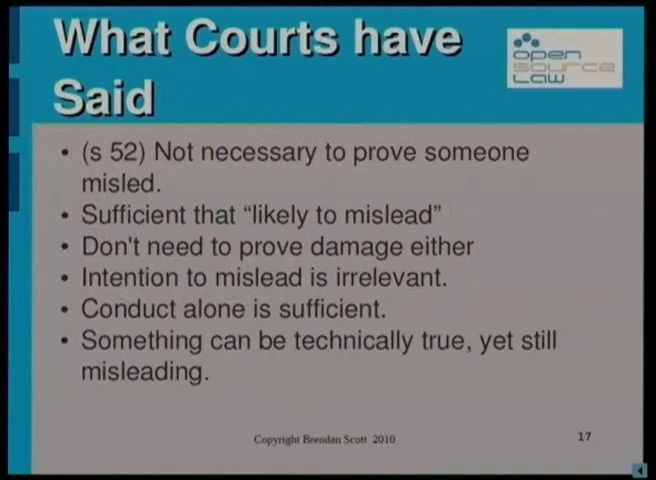 What Courts have
Said
open
source
LAW
• (s 52) Not necessary to prove someone
misled.
• Sufficient that “likely to mislead”
• Don't need to prove damage either
• Intention to mislead is irrelevant.
• Conduct alone is sufficient.
• Something can be technically true, yet still
misleading.
Copyright Brendan Scott 2010
17